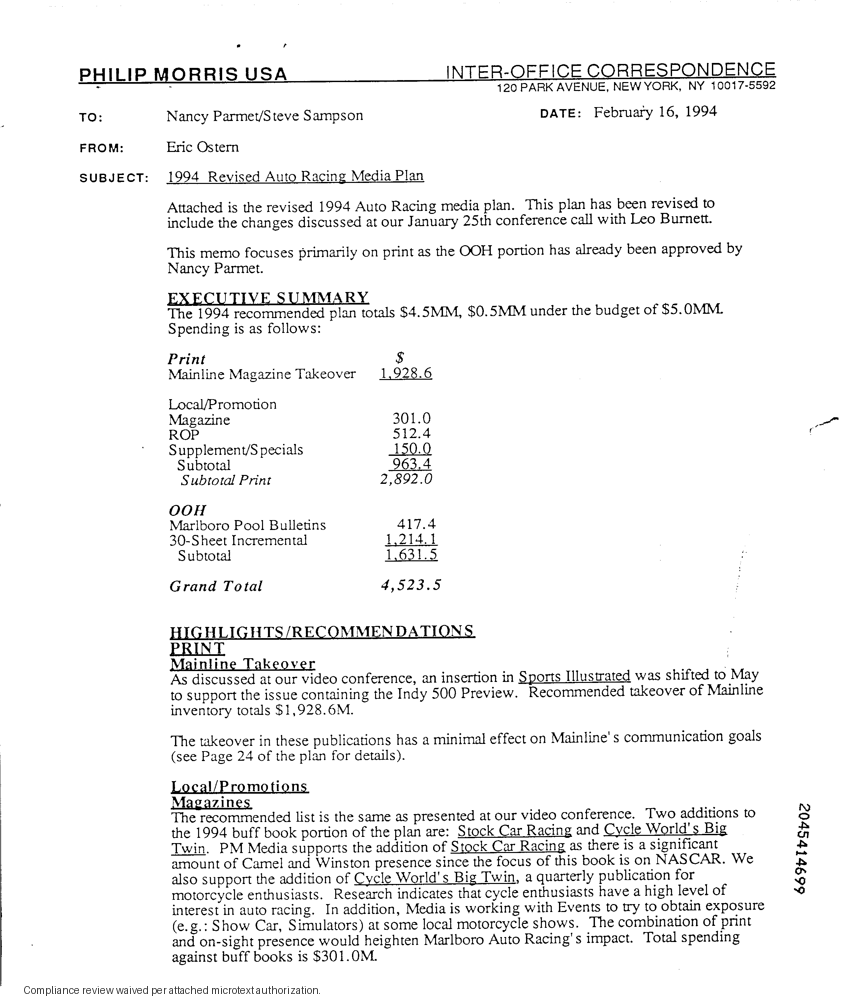 PHILIP MORRIS USA
INTER-OFFICE CORRESPONDENCE
120 PARK AVENUE, NEW YORK, NY 10017-5592
TO: Nancy Parmet/Steve Sampson
DATE: February 16, 1994
FROM: Eric Ostern
SUBJECT: 1994 Revised Auto Racing Media Plan
Attached is the revised 1994 Auto Racing media plan. This plan has been revised to
include the changes discussed at our January 25th conference call with Leo Burnett.
This memo focuses primarily on print as the OOH portion has already been approved by
Nancy Parmet.
EXECUTIVE SUMMARY
The 1994 recommended plan totals $4.5MM, $0.5MM under the budget of $5.0MM.
Spending is as follows:
Print $
Mainline Magazine Takeover 1,928.6
Local/Promotion
Magazine 301.0
ROP 512.4
Supplement/Specials 150.0
Subtotal 963.4
Subtotal Print 2,892.0
OOH
Marlboro Pool Bulletins 417.4
30-Sheet Incremental 1,214.1
Subtotal 1,631.5
Grand Total 4,523.5
HIGHLIGHTS/RECOMMENDATIONS
PRINT
Mainline Takeover
As discussed at our video conference, an insertion in Sports Illustrated was shifted to May
to support the issue containing the Indy 500 Preview. Recommended takeover of Mainline
inventory totals $1,928.6M.
The takeover in these publications has a minimal effect on Mainline's communication goals
(see Page 24 of the plan for details).
Local/Promotions
Magazines
The recommended list is the same as presented at our video conference. Two additions to
the 1994 buff book portion of the plan are: Stock Car Racing and Cycle World's Big
Twin. PM Media supports the addition of Stock Car Racing as there is a significant
amount of Camel and Winston presence since the focus of this book is on NASCAR. We
also support the addition of Cycle World's Big Twin, a quarterly publication for
motorcycle enthusiasts. Research indicates that cycle enthusiasts have a high level of
interest in auto racing. In addition, Media is working with Events to try to obtain exposure
(e.g.: Show Car, Simulators) at some local motorcycle shows. The combination of print
and on-sight presence would heighten Marlboro Auto Racing's impact. Total spending
against buff books is $301.0M.
2045414699
Compliance review waived per attached microtext authorization.